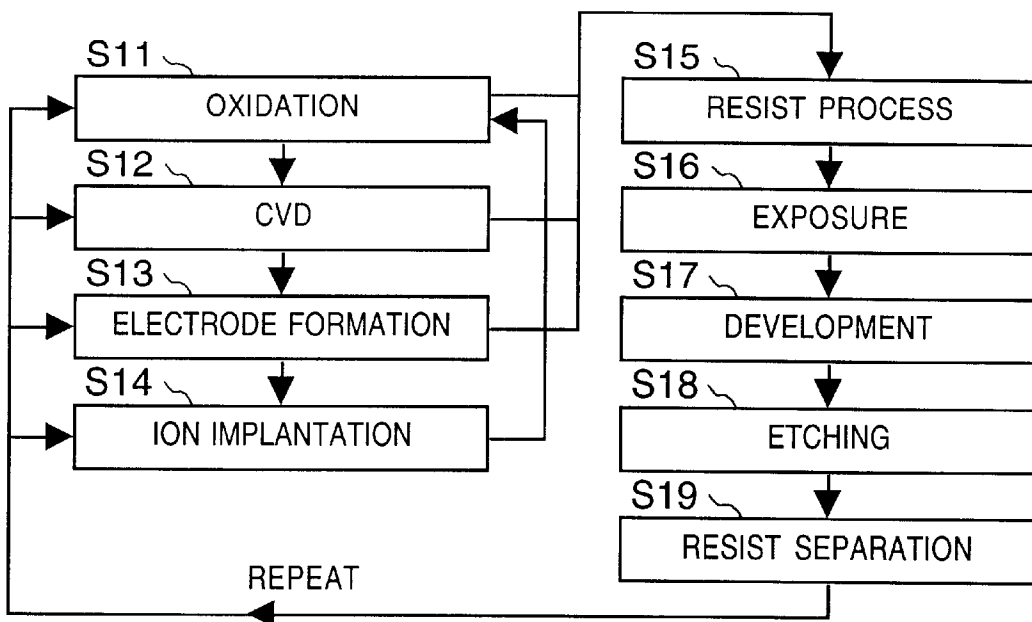 S11
OXIDATION
S12
CVD
S13
ELECTRODE FORMATION
S14
ION IMPLANTATION
S15
RESIST PROCESS
S16
EXPOSURE
S17
DEVELOPMENT
S18
ETCHING
S19
RESIST SEPARATION
REPEAT